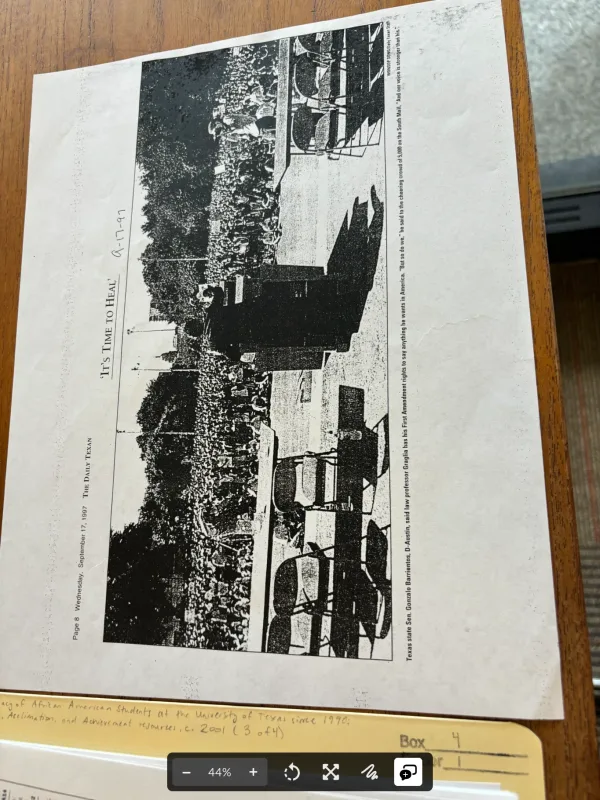 Page 8 Wednesday, September 17, 1997 THE DAILY TEXAN
'IT'S TIME TO HEAL'
9-17-97
Texas state Sen. Gonzalo Barrientos, D-Austin, said law professor Graglia has his First Amendment rights to say anything he wants in America. "But so do we," he said to the cheering crowd of 5,000 on the South Mall. "And our voice is stronger than his."
of African American Students at the University of Texas since 1990:
Acclimation, and Achievement c. 2001 (3 of 4)
Box 4
1
44%